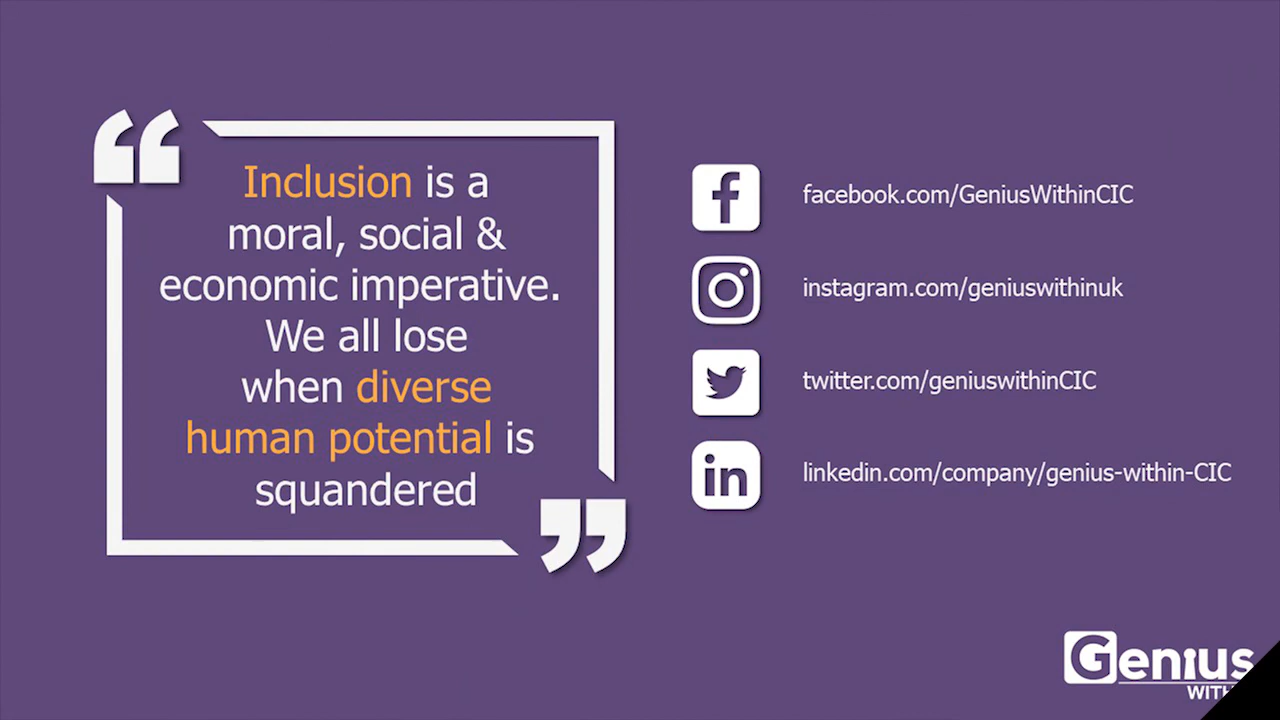 Inclusion is a
moral, social &
economic imperative.
We all lose
when diverse
human potential is
squandered
facebook.com/GeniusWithinCIC
instagram.com/geniuswithinuk
twitter.com/geniuswithinCIC
linkedin.com/company/genius-within-CIC
Genius